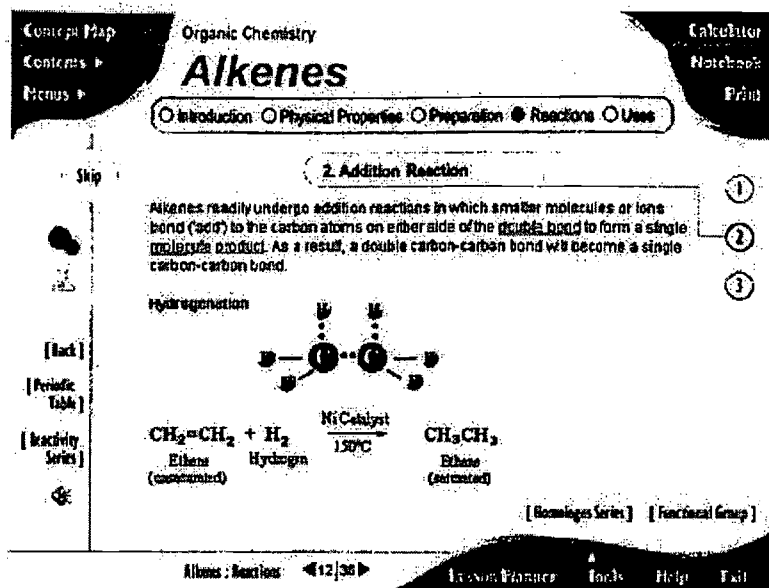 Concept Map
Contents
Menus
Organic Chemistry
Alkenes
Calculator
Notebook
Print
Introduction Physical Properties Preparation Reactions Uses
Skip
2. Addition Reaction
1
Alkenes readily undergo addition reactions in which smaller molecules or ions
bond ('add') to the carbon atoms on either side of the double bond to form a single
molecule product. As a result, a double carbon-carbon bond will become a single
carbon-carbon bond.
2
3
Hydrogenation
H H
H C C H
H H
[ Back ]
[ Periodic
Table ]
[ Reactivity
Series ]
CH₂=CH₂ + H₂ Ni Catalyst CH₃CH₃
150°C
Ethene Hydrogen Ethane
(unsaturated) (saturated)
[ Homologes Series ] [ Functional Group ]
Alkenes : Reactions 12 36
Lesson Planner Tools Help Exit